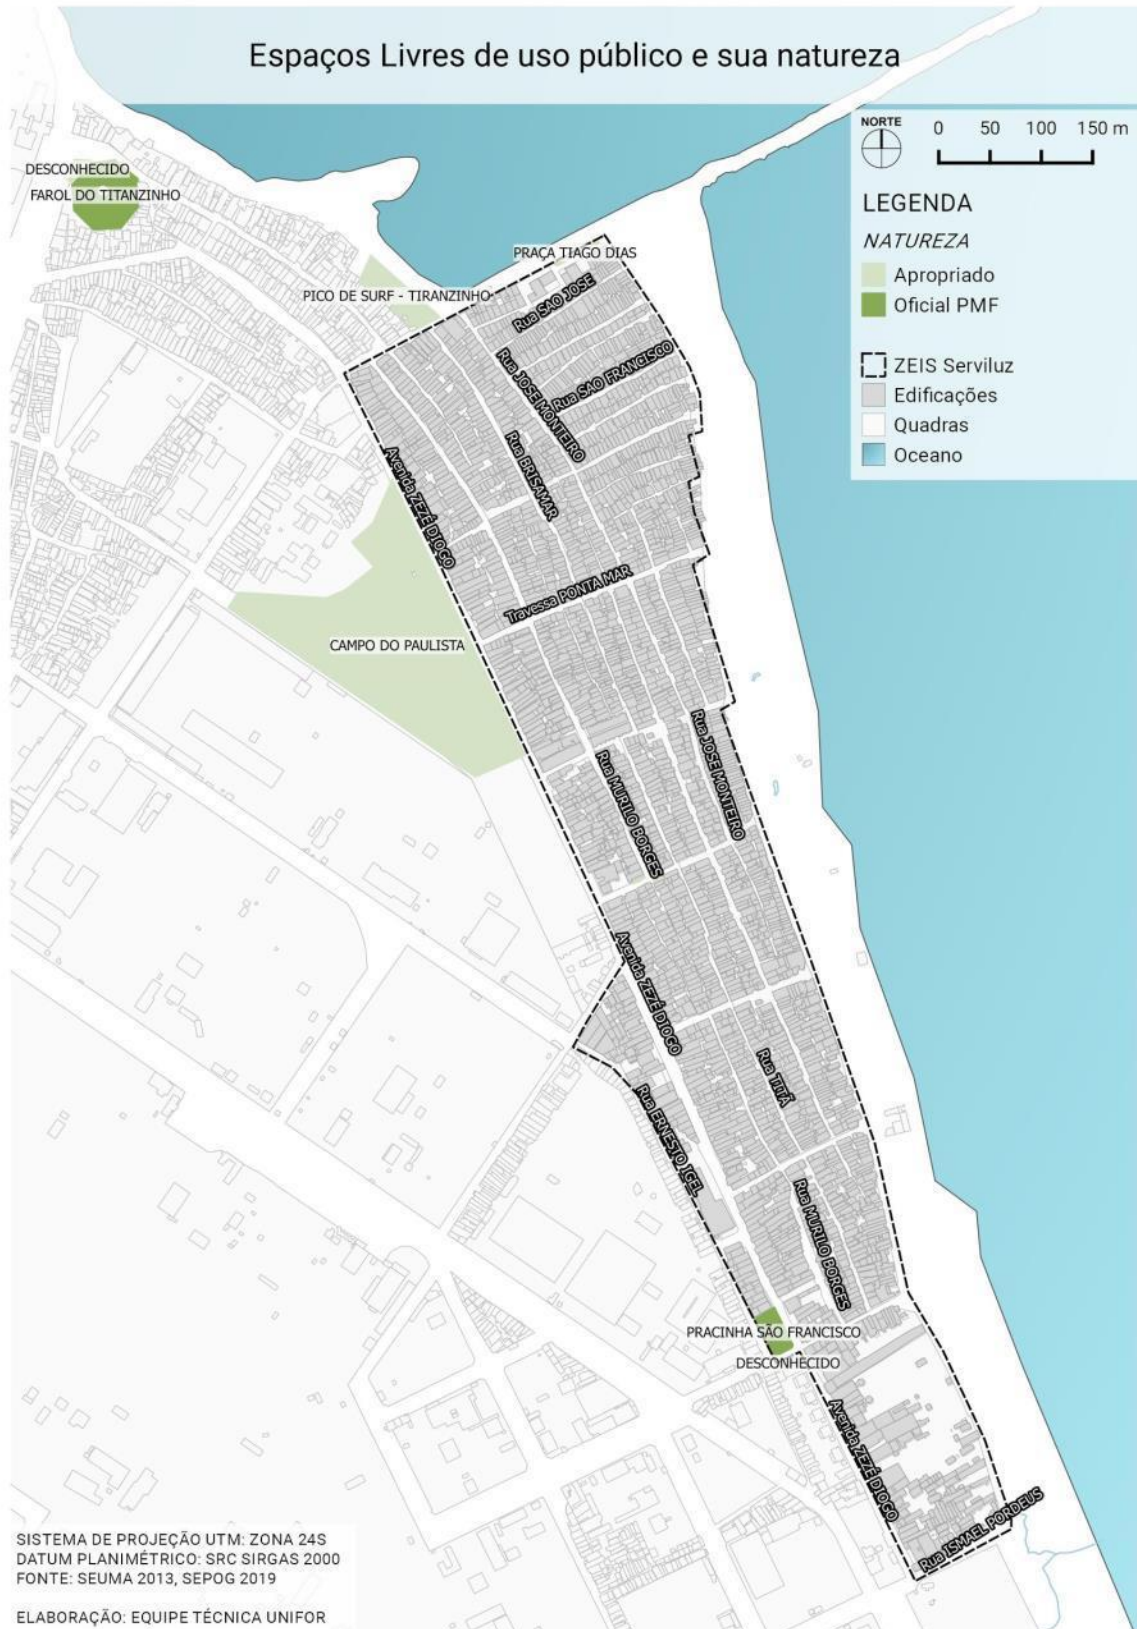 Espaços Livres de uso público e sua natureza
NORTE
0 50 100 150 m
LEGENDA
NATUREZA
Apropriado
Oficial PMF
ZEIS Serviluz
Edificações
Quadras
Oceano
DESCONHECIDO
FAROL DO TITANZINHO
PRAÇA TIAGO DIAS
PICO DE SURF - TIRANZINHO
Rua SAO JOSE
Rua JOSE MONTEIRO
Rua SAO FRANCISCO
Rua BRISAMAR
Avenida ZEZÉ DIOGO
Travessa PONTA MAR
CAMPO DO PAULISTA
Rua JOSE MONTEIRO
Rua MURILO BORGES
Avenida ZEZÉ DIOGO
Rua TITÃ
Rua ERNESTO IGEL
Rua MURILO BORGES
PRACINHA SÃO FRANCISCO
DESCONHECIDO
Avenida ZEZÉ DIOGO
Rua ISMAEL PORDEUS
SISTEMA DE PROJEÇÃO UTM: ZONA 24S
DATUM PLANIMÉTRICO: SRC SIRGAS 2000
FONTE: SEUMA 2013, SEPOG 2019
ELABORAÇÃO: EQUIPE TÉCNICA UNIFOR